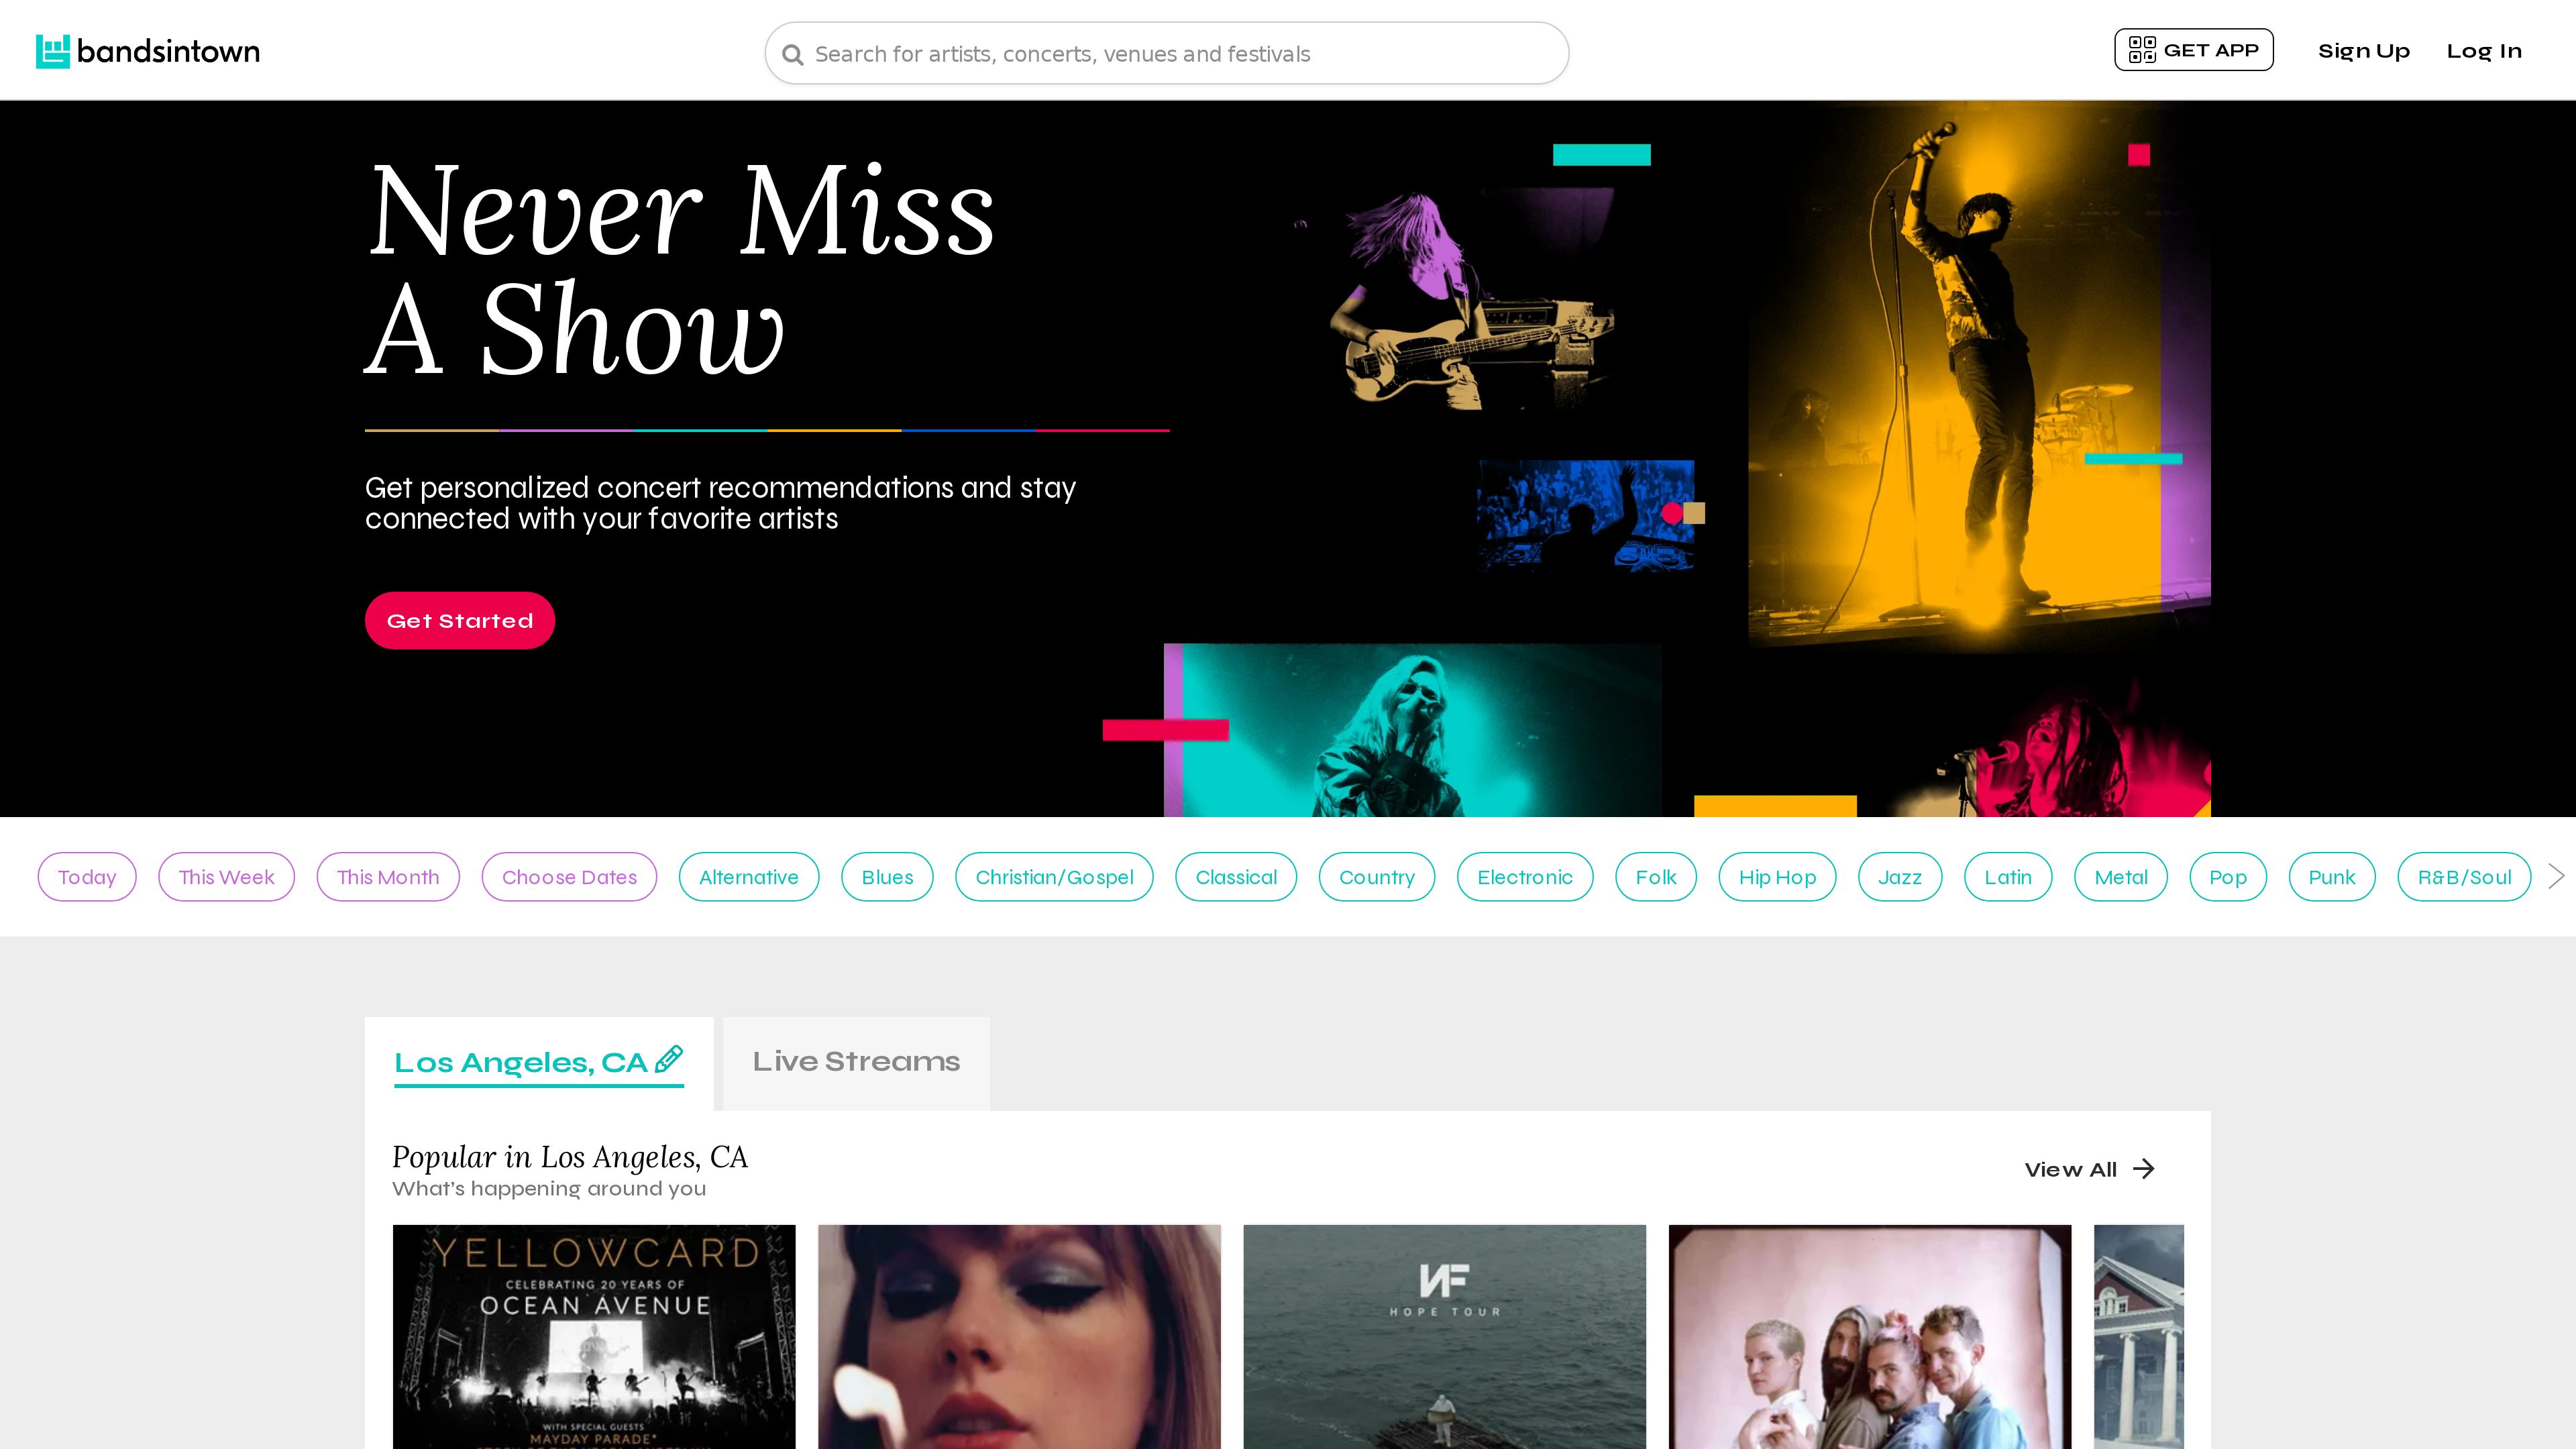 bandsintown
Search for artists, concerts, venues and festivals
GET APP
Sign Up
Log In
Never Miss
A Show
Get personalized concert recommendations and stay
connected with your favorite artists
Get Started
Today
This Week
This Month
Choose Dates
Alternative
Blues
Christian/Gospel
Classical
Country
Electronic
Folk
Hip Hop
Jazz
Latin
Metal
Pop
Punk
R&B/Soul
Los Angeles, CA
Live Streams
Popular in Los Angeles, CA
What's happening around you
View All
YELLOWCARD
CELEBRATING 20 YEARS OF
OCEAN AVENUE
WITH SPECIAL GUESTS
MAYDAY PARADE*
NF
HOPE TOUR